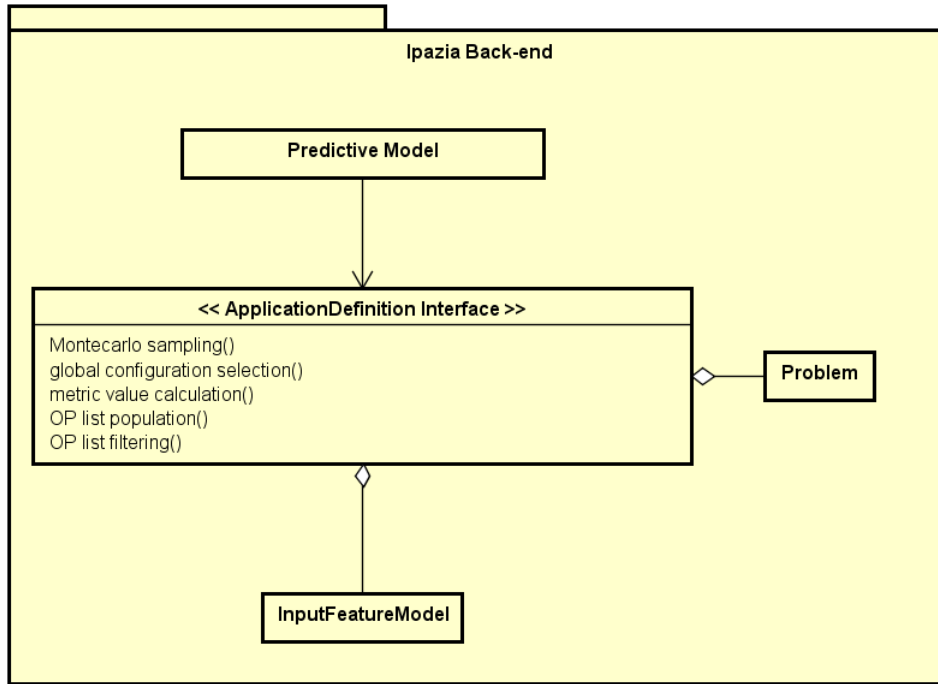 Ipazia Back-end
Predictive Model
<< ApplicationDefinition Interface >>
Montecarlo sampling()
global configuration selection()
metric value calculation()
OP list population()
OP list filtering()
Problem
InputFeatureModel